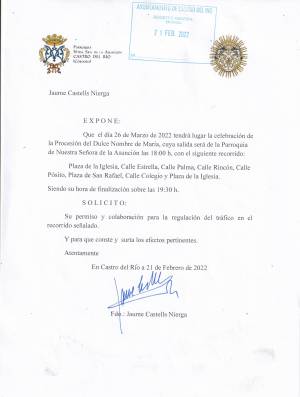 PARROQUIA
NTRA. SRA. DE LA ASUNCIÓN
CASTRO DEL RÍO
(CÓRDOBA)
AYUNTAMIENTO DE CASTRO DEL RIO
21 FEB. 2022
Jaume Castells Nierga
E X P O N E :
Que el día 26 de Marzo de 2022 tendrá lugar la celebración de
la Procesión del Dulce Nombre de María, cuya salida será de la Parroquia
de Nuestra Señora de la Asunción las 18:00 h. con el siguiente recorrido:
Plaza de la Iglesia, Calle Estrella, Calle Palma, Calle Rincón, Calle
Pósito, Plaza de San Rafael, Calle Colegio y Plaza de la Iglesia.
Siendo su hora de finalización sobre las 19:30 h.
S O L I C I T O :
Su permiso y colaboración para la regulación del tráfico en el
recorrido señalado.
Y para que conste y surta los efectos pertinentes.
Atentamente
En Castro del Río a 21 de Febrero de 2022
Fdo.: Jaume Castells Nierga